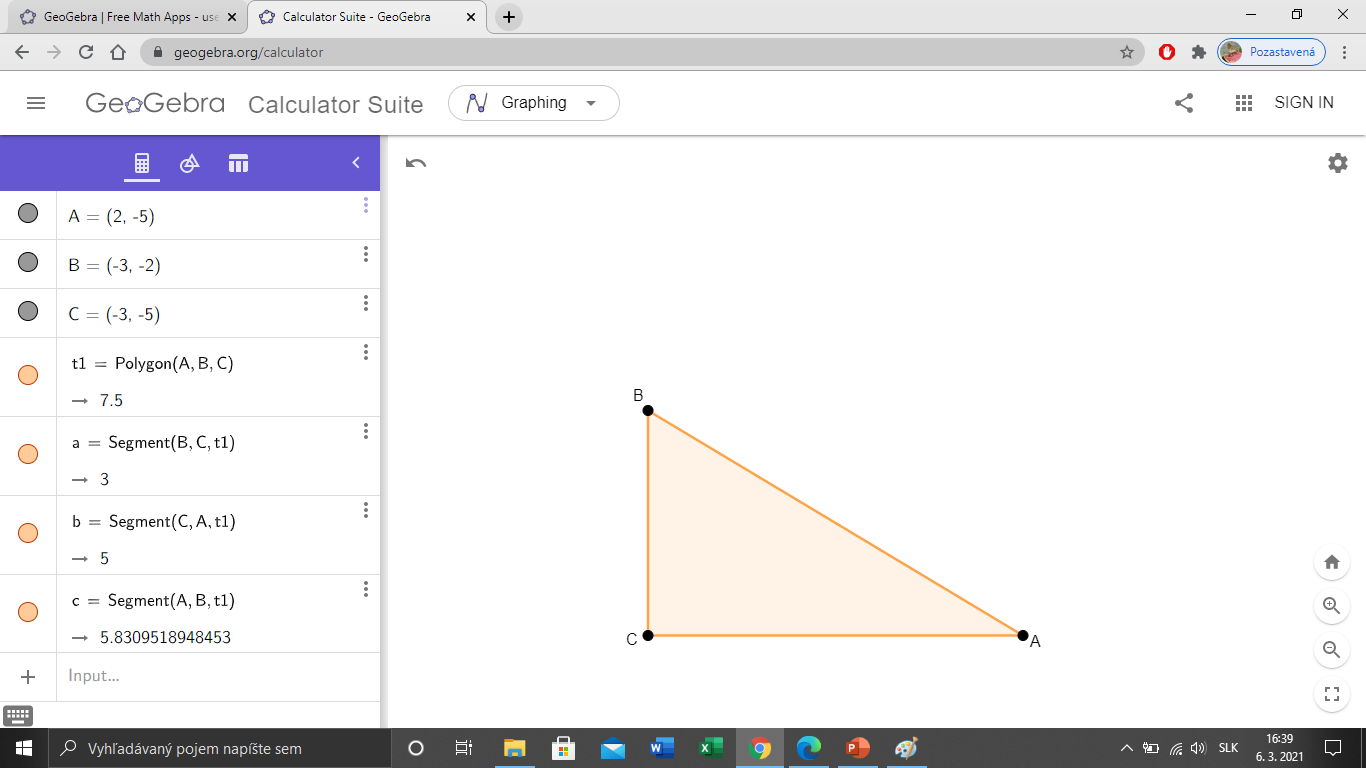 GeoGebra | Free Math Apps - use
Calculator Suite - GeoGebra
geogebra.org/calculator
Pozastavená
GeoGebra Calculator Suite
Graphing
SIGN IN
A = (2, -5)
B = (-3, -2)
C = (-3, -5)
t1 = Polygon(A, B, C)
→ 7.5
a = Segment(B, C, t1)
→ 3
b = Segment(C, A, t1)
→ 5
c = Segment(A, B, t1)
→ 5.8309518948453
Input...
B
C
A
Vyhľadávaný pojem napíšte sem
SLK
16:39
6. 3. 2021